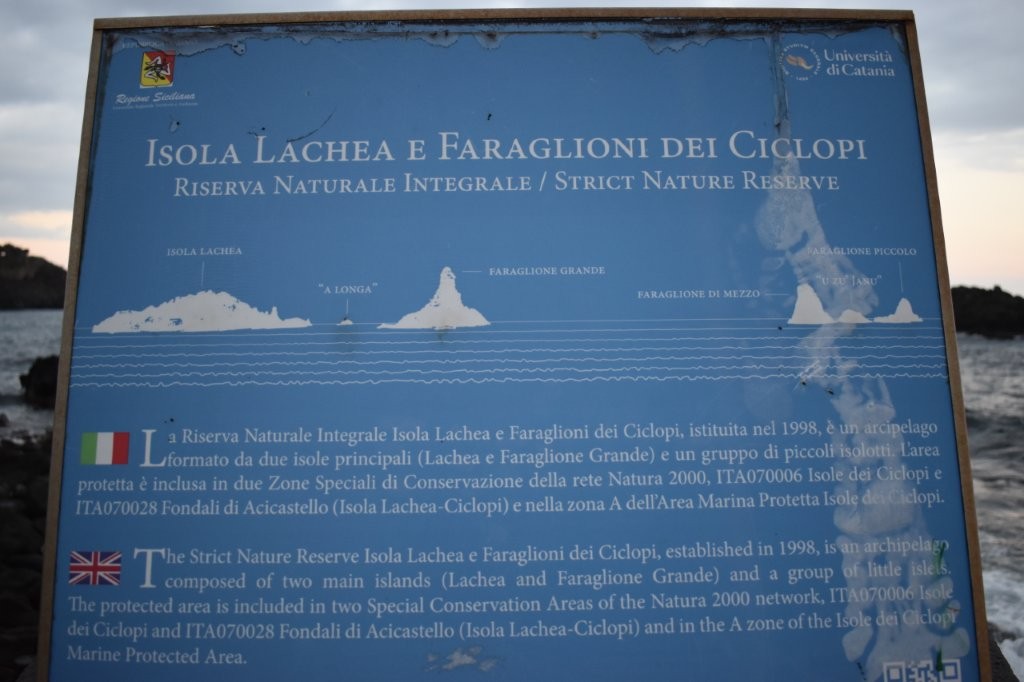 Regione Siciliana
Università
di Catania
ISOLA LACHEA E FARAGLIONI DEI CICLOPI
RISERVA NATURALE INTEGRALE / STRICT NATURE RESERVE
ISOLA LACHEA
"A LONGA"
FARAGLIONE GRANDE
FARAGLIONE DI MEZZO
"U ZU' JANU"
FARAGLIONE PICCOLO
La Riserva Naturale Integrale Isola Lachea e Faraglioni dei Ciclopi, istituita nel 1998, è un arcipelago
formato da due isole principali (Lachea e Faraglione Grande) e un gruppo di piccoli isolotti. L'area
protetta è inclusa in due Zone Speciali di Conservazione della rete Natura 2000, ITA070006 Isole dei Ciclopi e
ITA070028 Fondali di Acicastello (Isola Lachea-Ciclopi) e nella zona A dell'Area Marina Protetta Isole dei Ciclopi.
The Strict Nature Reserve Isola Lachea e Faraglioni dei Ciclopi, established in 1998, is an archipelago
composed of two main islands (Lachea and Faraglione Grande) and a group of little islets.
The protected area is included in two Special Conservation Areas of the Natura 2000 network, ITA070006 Isole
dei Ciclopi and ITA070028 Fondali di Acicastello (Isola Lachea-Ciclopi) and in the A zone of the Isole dei Ciclopi
Marine Protected Area.